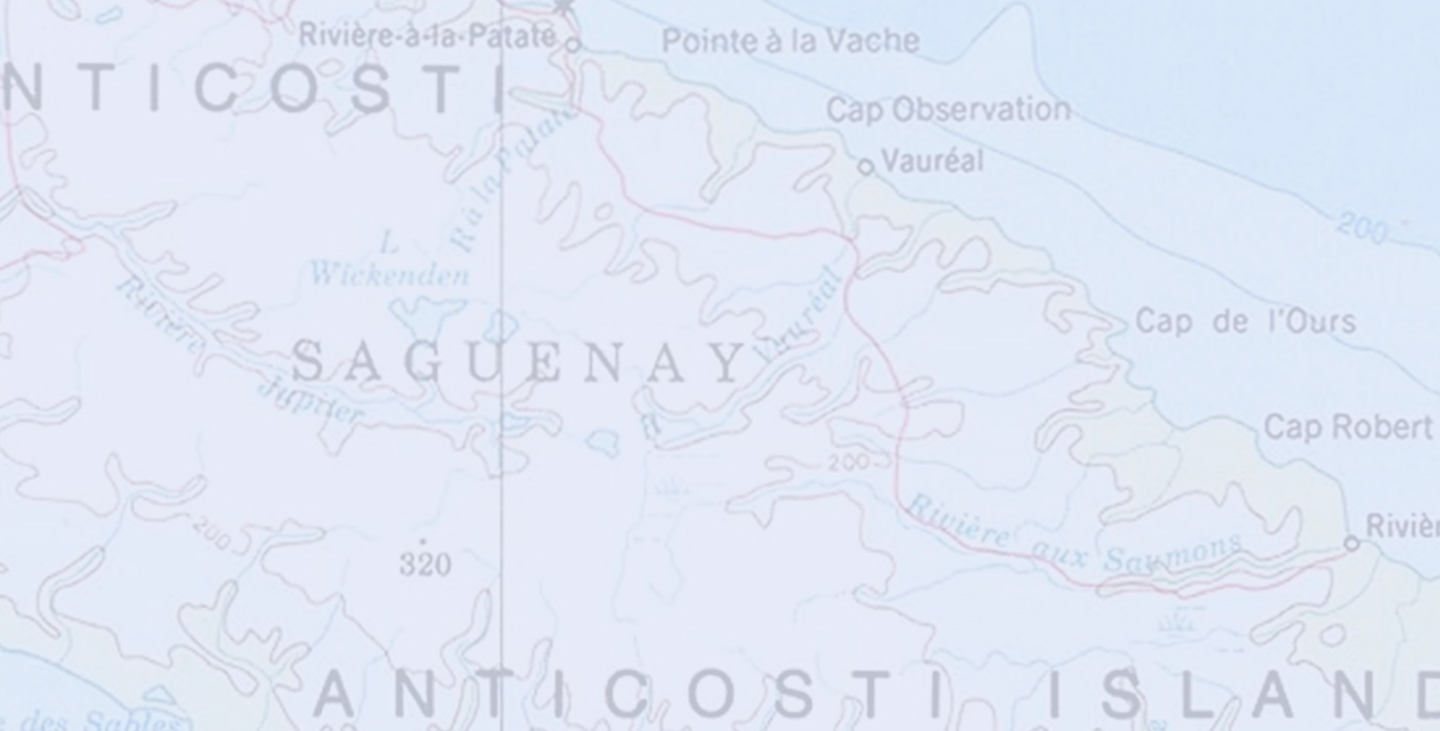 Rivière-à-la-Patate
Pointe à la Vache
NTICOSTI
Cap Observation
R à la Patate
Vauréal
200
L
Wickenden
Rivière
Vauréal
Cap de l'Ours
SAGUENAY
Jupiter
R
Cap Robert
200
200
Rivière aux Saumons
Rivièr
320
ANTICOSTI ISLAND
e des Sables